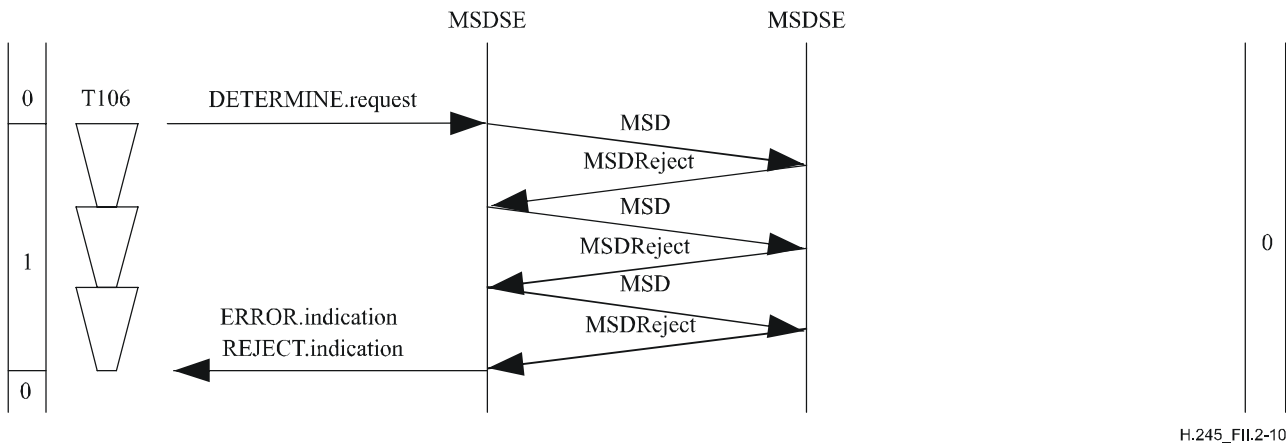 MSDSE MSDSE
0 T106 DETERMINE.request MSD
MSDReject
MSD
1 MSDReject 0
MSD
ERROR.indication MSDReject
REJECT.indication
0
H.245_FII.2-10